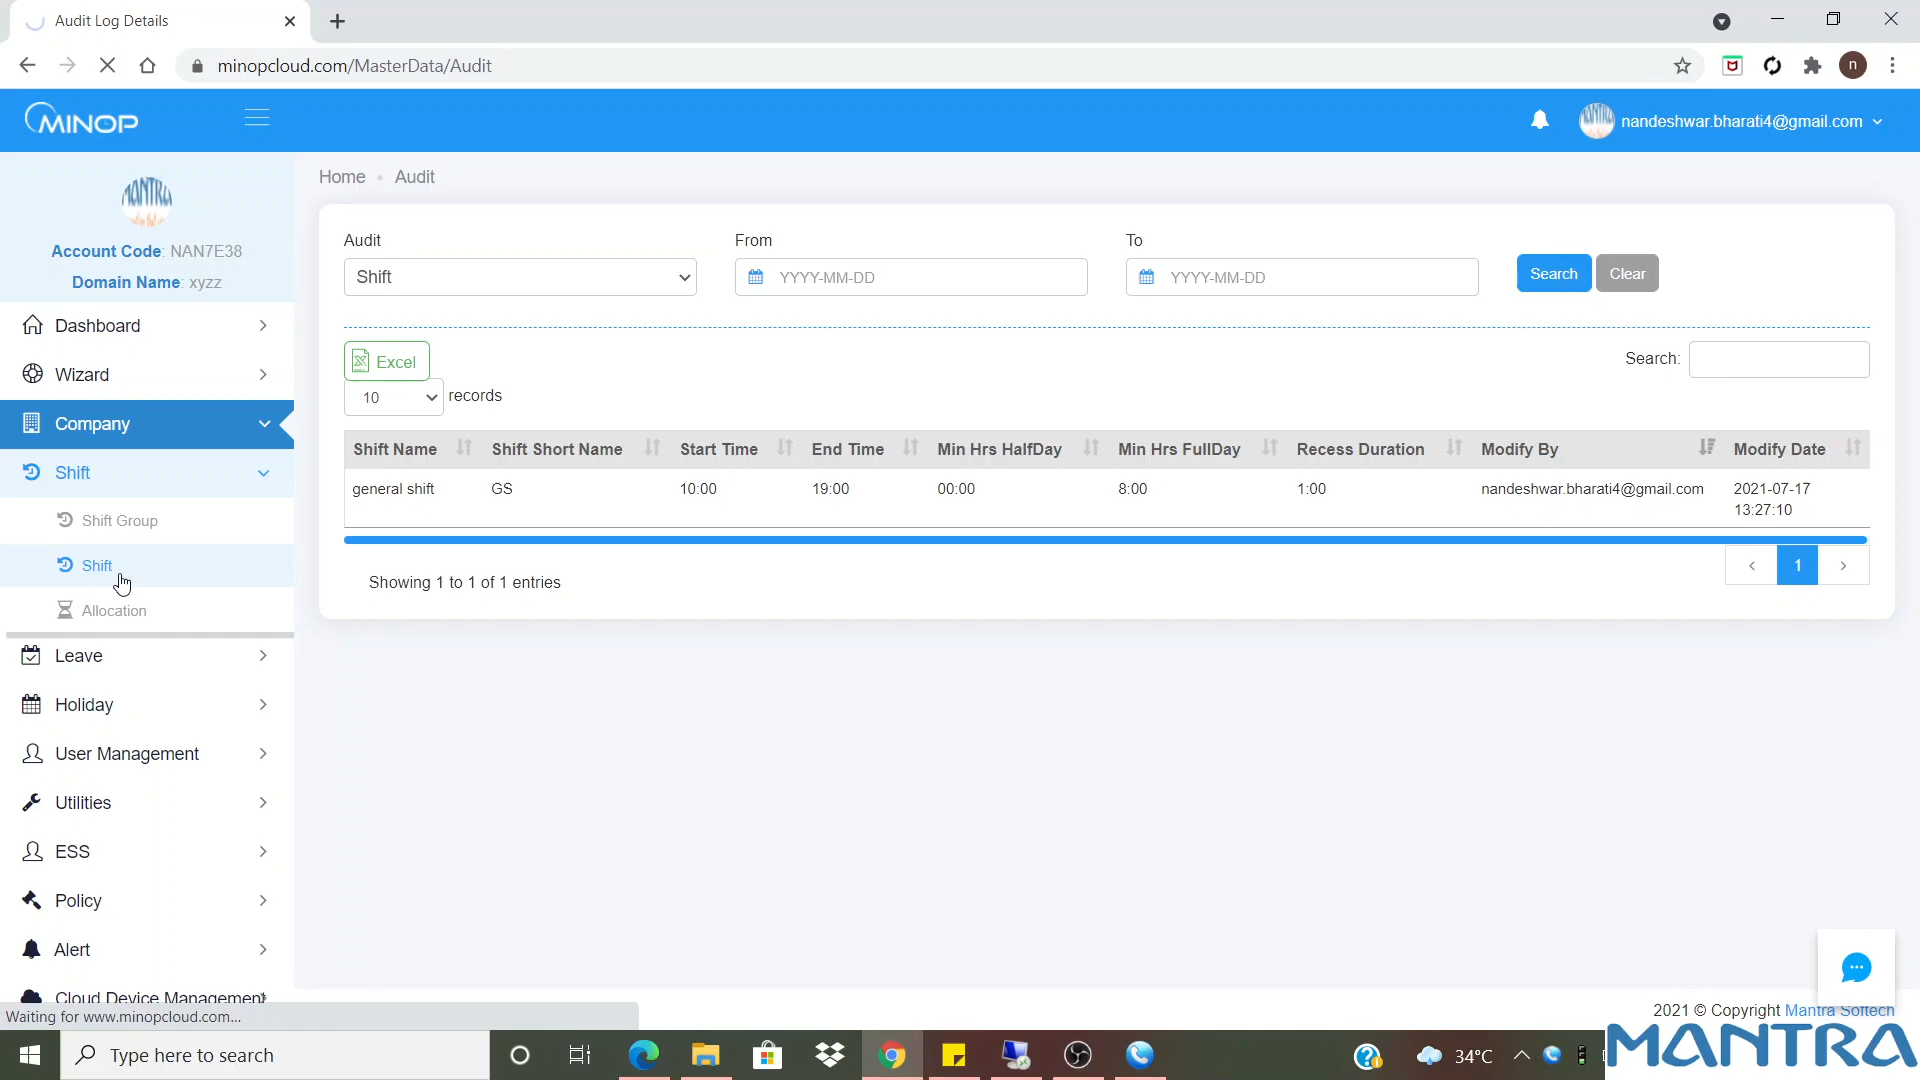 Audit Log Details
minopcloud.com/MasterData/Audit
n
MINOP
nandeshwar.bharati4@gmail.com
MANTRA
Account Code: NAN7E38
Domain Name: xyzz
Dashboard
Wizard
Company
Shift
Shift Group
Shift
Allocation
Leave
Holiday
User Management
Utilities
ESS
Policy
Alert
Cloud Device Management
Waiting for www.minopcloud.com...
Home • Audit
Audit From To
Shift YYYY-MM-DD YYYY-MM-DD Search Clear
Excel Search:
10 records
Shift Name Shift Short Name Start Time End Time Min Hrs HalfDay Min Hrs FullDay Recess Duration Modify By Modify Date
general shift GS 10:00 19:00 00:00 8:00 1:00 nandeshwar.bharati4@gmail.com 2021-07-17
13:27:10
Showing 1 to 1 of 1 entries ‹ 1 ›
2021 © Copyright Mantra Softech
Type here to search
34°C
MANTRA